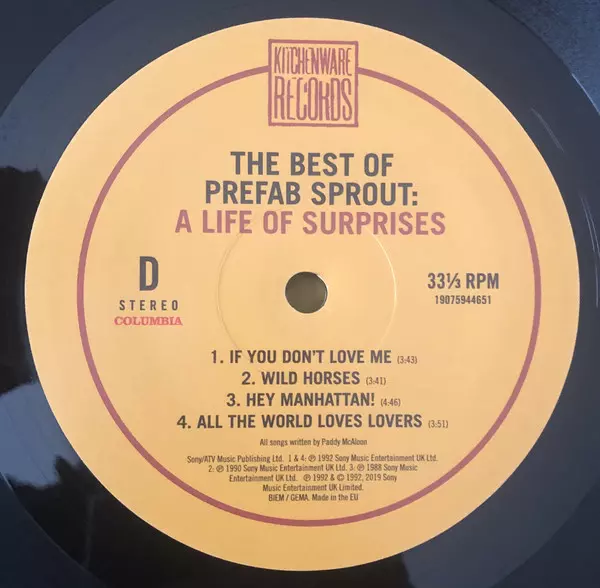 KITCHENWARE
RECORDS
THE BEST OF
PREFAB SPROUT:
A LIFE OF SURPRISES
D
STEREO
COLUMBIA
33⅓ RPM
19075944651
1. IF YOU DON'T LOVE ME (3:43)
2. WILD HORSES (3:41)
3. HEY MANHATTAN! (4:46)
4. ALL THE WORLD LOVES LOVERS (3:51)
All songs written by Paddy McAloon
Sony/ATV Music Publishing Ltd. 1 & 4: ℗ 1992 Sony Music Entertainment UK Ltd.
2: ℗ 1990 Sony Music Entertainment UK Ltd. 3: ℗ 1988 Sony Music
Entertainment UK Ltd. ℗ 1992 & © 1992, 2019 Sony
Music Entertainment UK Limited.
BIEM / GEMA. Made in the EU